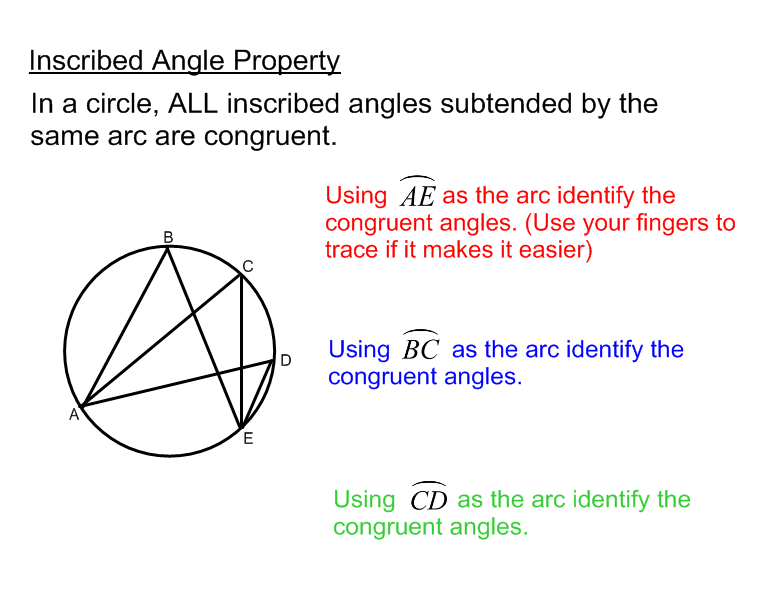 Inscribed Angle Property
In a circle, ALL inscribed angles subtended by the
same arc are congruent.
Using AE as the arc identify the
congruent angles. (Use your fingers to
trace if it makes it easier)
B
C
D
A
E
Using BC as the arc identify the
congruent angles.
Using CD as the arc identify the
congruent angles.